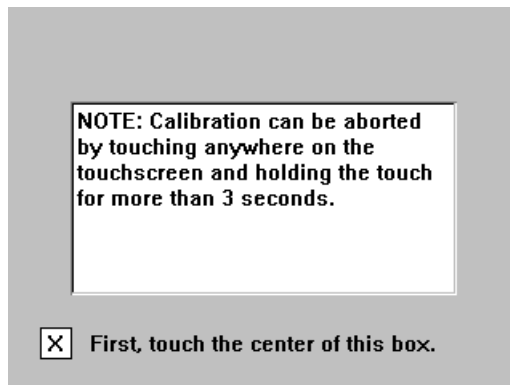 NOTE: Calibration can be aborted
by touching anywhere on the
touchscreen and holding the touch
for more than 3 seconds.
X First, touch the center of this box.